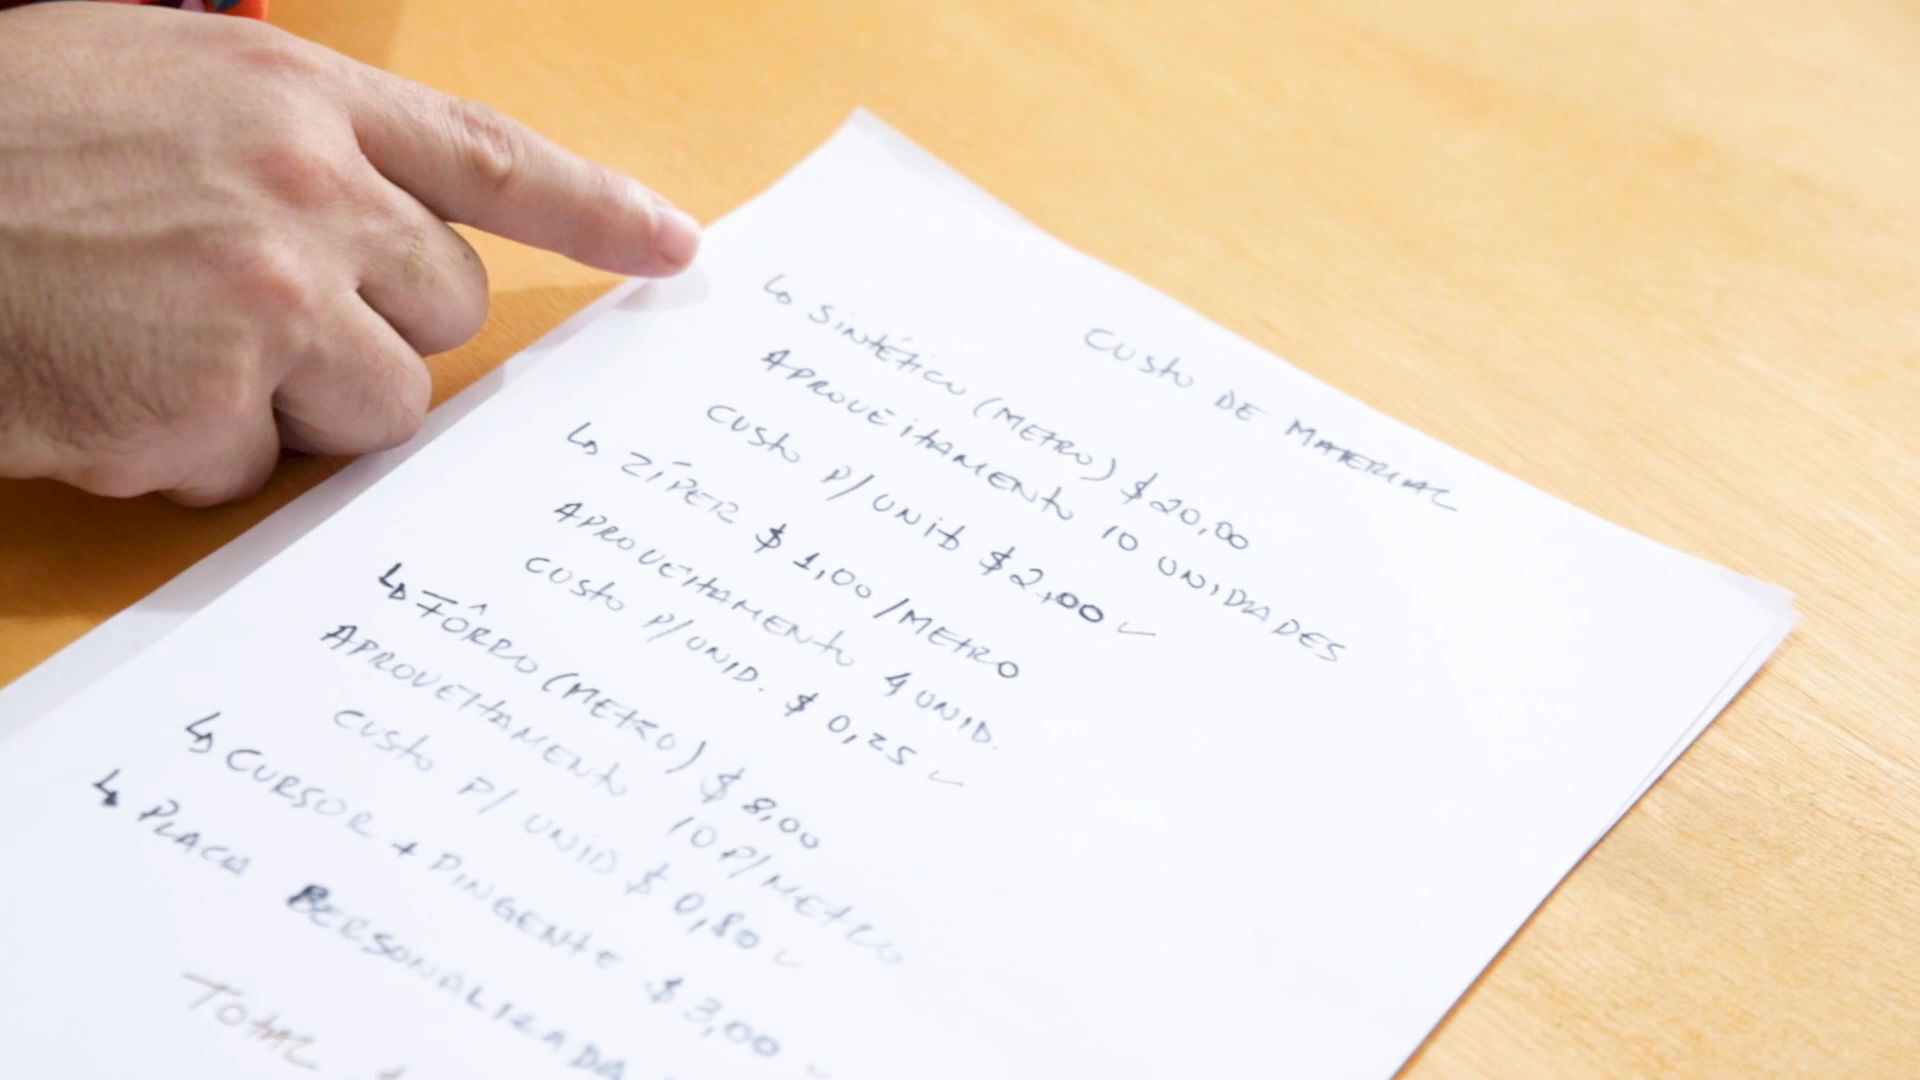 Custo DE MATERIAL
↳ SINTÉTICO (METRO) $20,00
APROVEITAMENTO 10 UNIDADES
CUSTO P/ UNID $2,00 ✓
↳ ZÍPER $ 1,00 /METRO
APROVEITAMENTO 4 UNID.
CUSTO P/UNID. $ 0,25 ✓
↳ FÔRRO (METRO) $ 8,00
APROVEITAMENTO 10 P/METRO
CUSTO P/ UNID $ 0,80 ✓
↳ CURSOR + PINGENTE $ 3,00 ✓
↳ PLACA PERSONALIZADA
TOTAL $